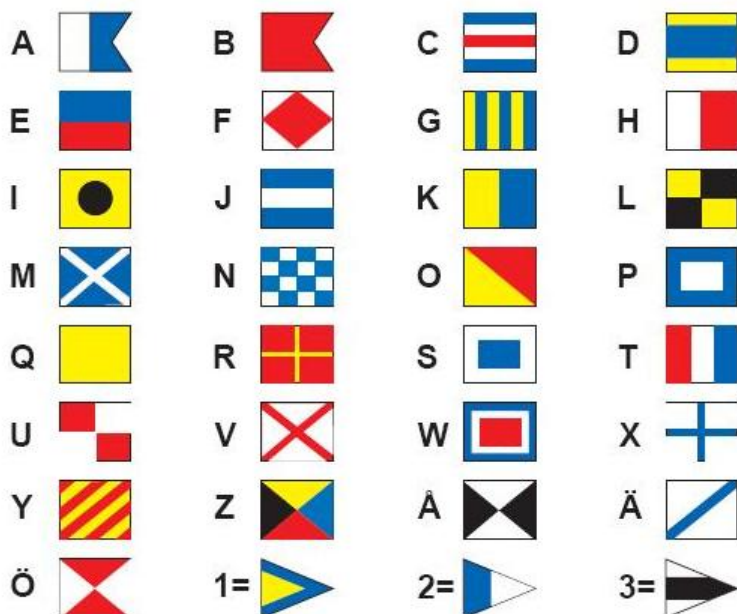 A B C D
E F G H
I J K L
M N O P
Q R S T
U V W X
Y Z Å Ä
Ö 1= 2= 3=